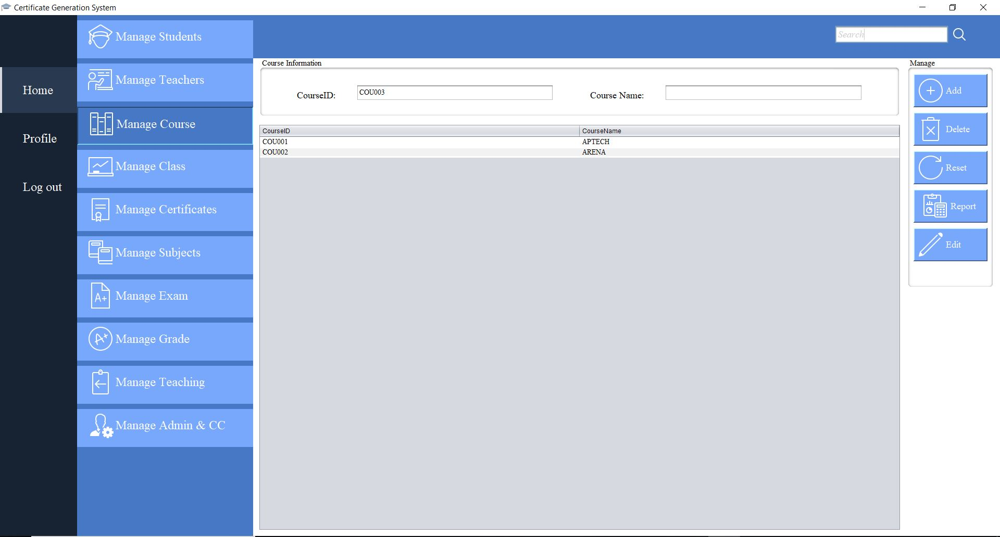 Certificate Generation System
Home
Profile
Log out
Manage Students
Manage Teachers
Manage Course
Manage Class
Manage Certificates
Manage Subjects
A+ Manage Exam
A+ Manage Grade
Manage Teaching
Manage Admin & CC
Search
Course Information
CourseID: COU003 Course Name:
CourseID CourseName
COU001 APTECH
COU002 ARENA
Manage
Add
Delete
Reset
Report
Edit